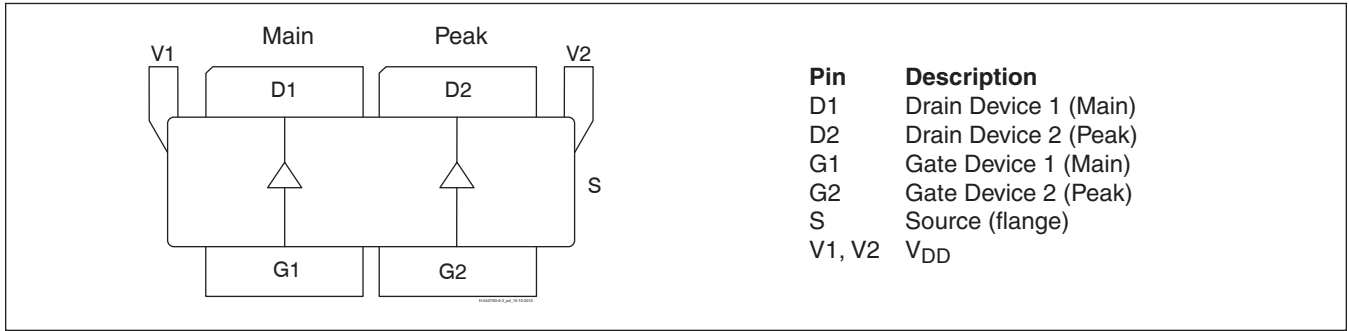 Main Peak
V1 V2
D1 D2
S
G1 G2
Pin Description
D1 Drain Device 1 (Main)
D2 Drain Device 2 (Peak)
G1 Gate Device 1 (Main)
G2 Gate Device 2 (Peak)
S Source (flange)
V1, V2 VDD